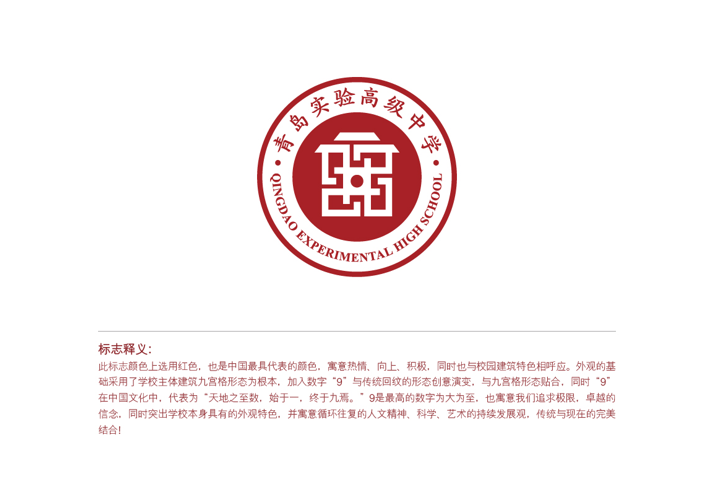 青岛实验高级中学
QINGDAO EXPERIMENTAL HIGH SCHOOL
标志释义：
此标志颜色上选用红色，也是中国最具代表的颜色，寓意热情、向上、积极，同时也与校园建筑特色相呼应。外观的基
础采用了学校主体建筑九宫格形态为根本，加入数字“9”与传统回纹的形态创意演变，与九宫格形态贴合，同时“9”
在中国文化中，代表为“天地之至数，始于一，终于九焉。”9是最高的数字为大为至，也寓意我们追求极限，卓越的
信念，同时突出学校本身具有的外观特色，并寓意循环往复的人文精神、科学、艺术的持续发展观，传统与现在的完美
结合!